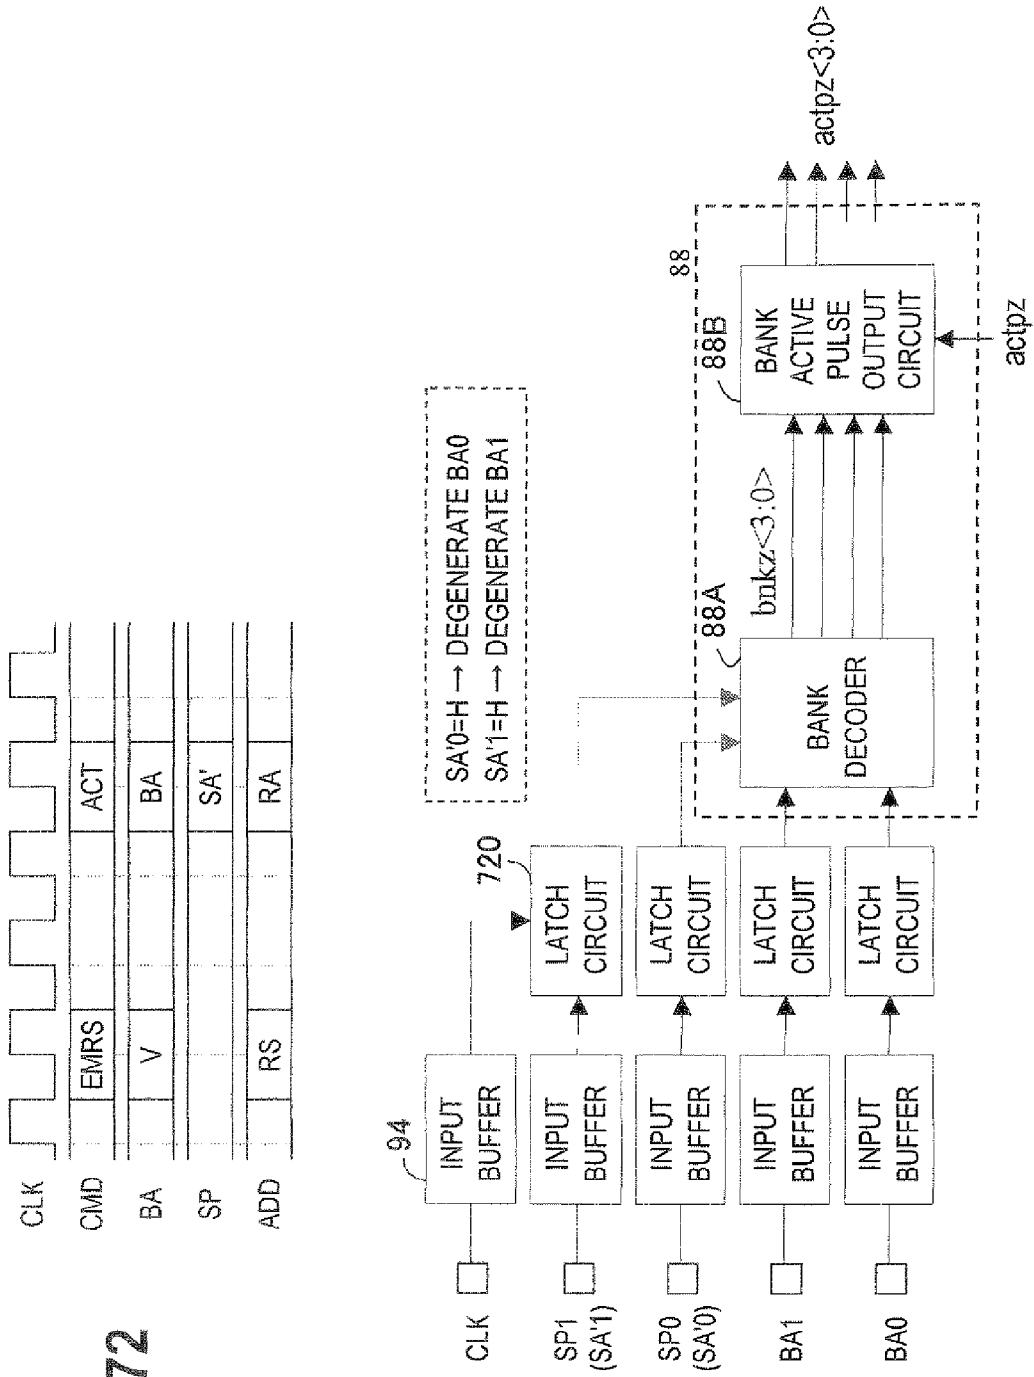 72
CLK
CMD EMRS ACT
BA V BA
SP SA'
ADD RS RA
SA'0=H → DEGENERATE BA0
SA'1=H → DEGENERATE BA1
CLK
94
INPUT
BUFFER
SP1
(SA'1)
INPUT
BUFFER
720
LATCH
CIRCUIT
SP0
(SA'0)
INPUT
BUFFER
LATCH
CIRCUIT
BA1
INPUT
BUFFER
LATCH
CIRCUIT
BA0
INPUT
BUFFER
LATCH
CIRCUIT
88
88A
BANK
DECODER
bnkz<3:0>
88B
BANK
ACTIVE
PULSE
OUTPUT
CIRCUIT
actpz
actpz<3:0>